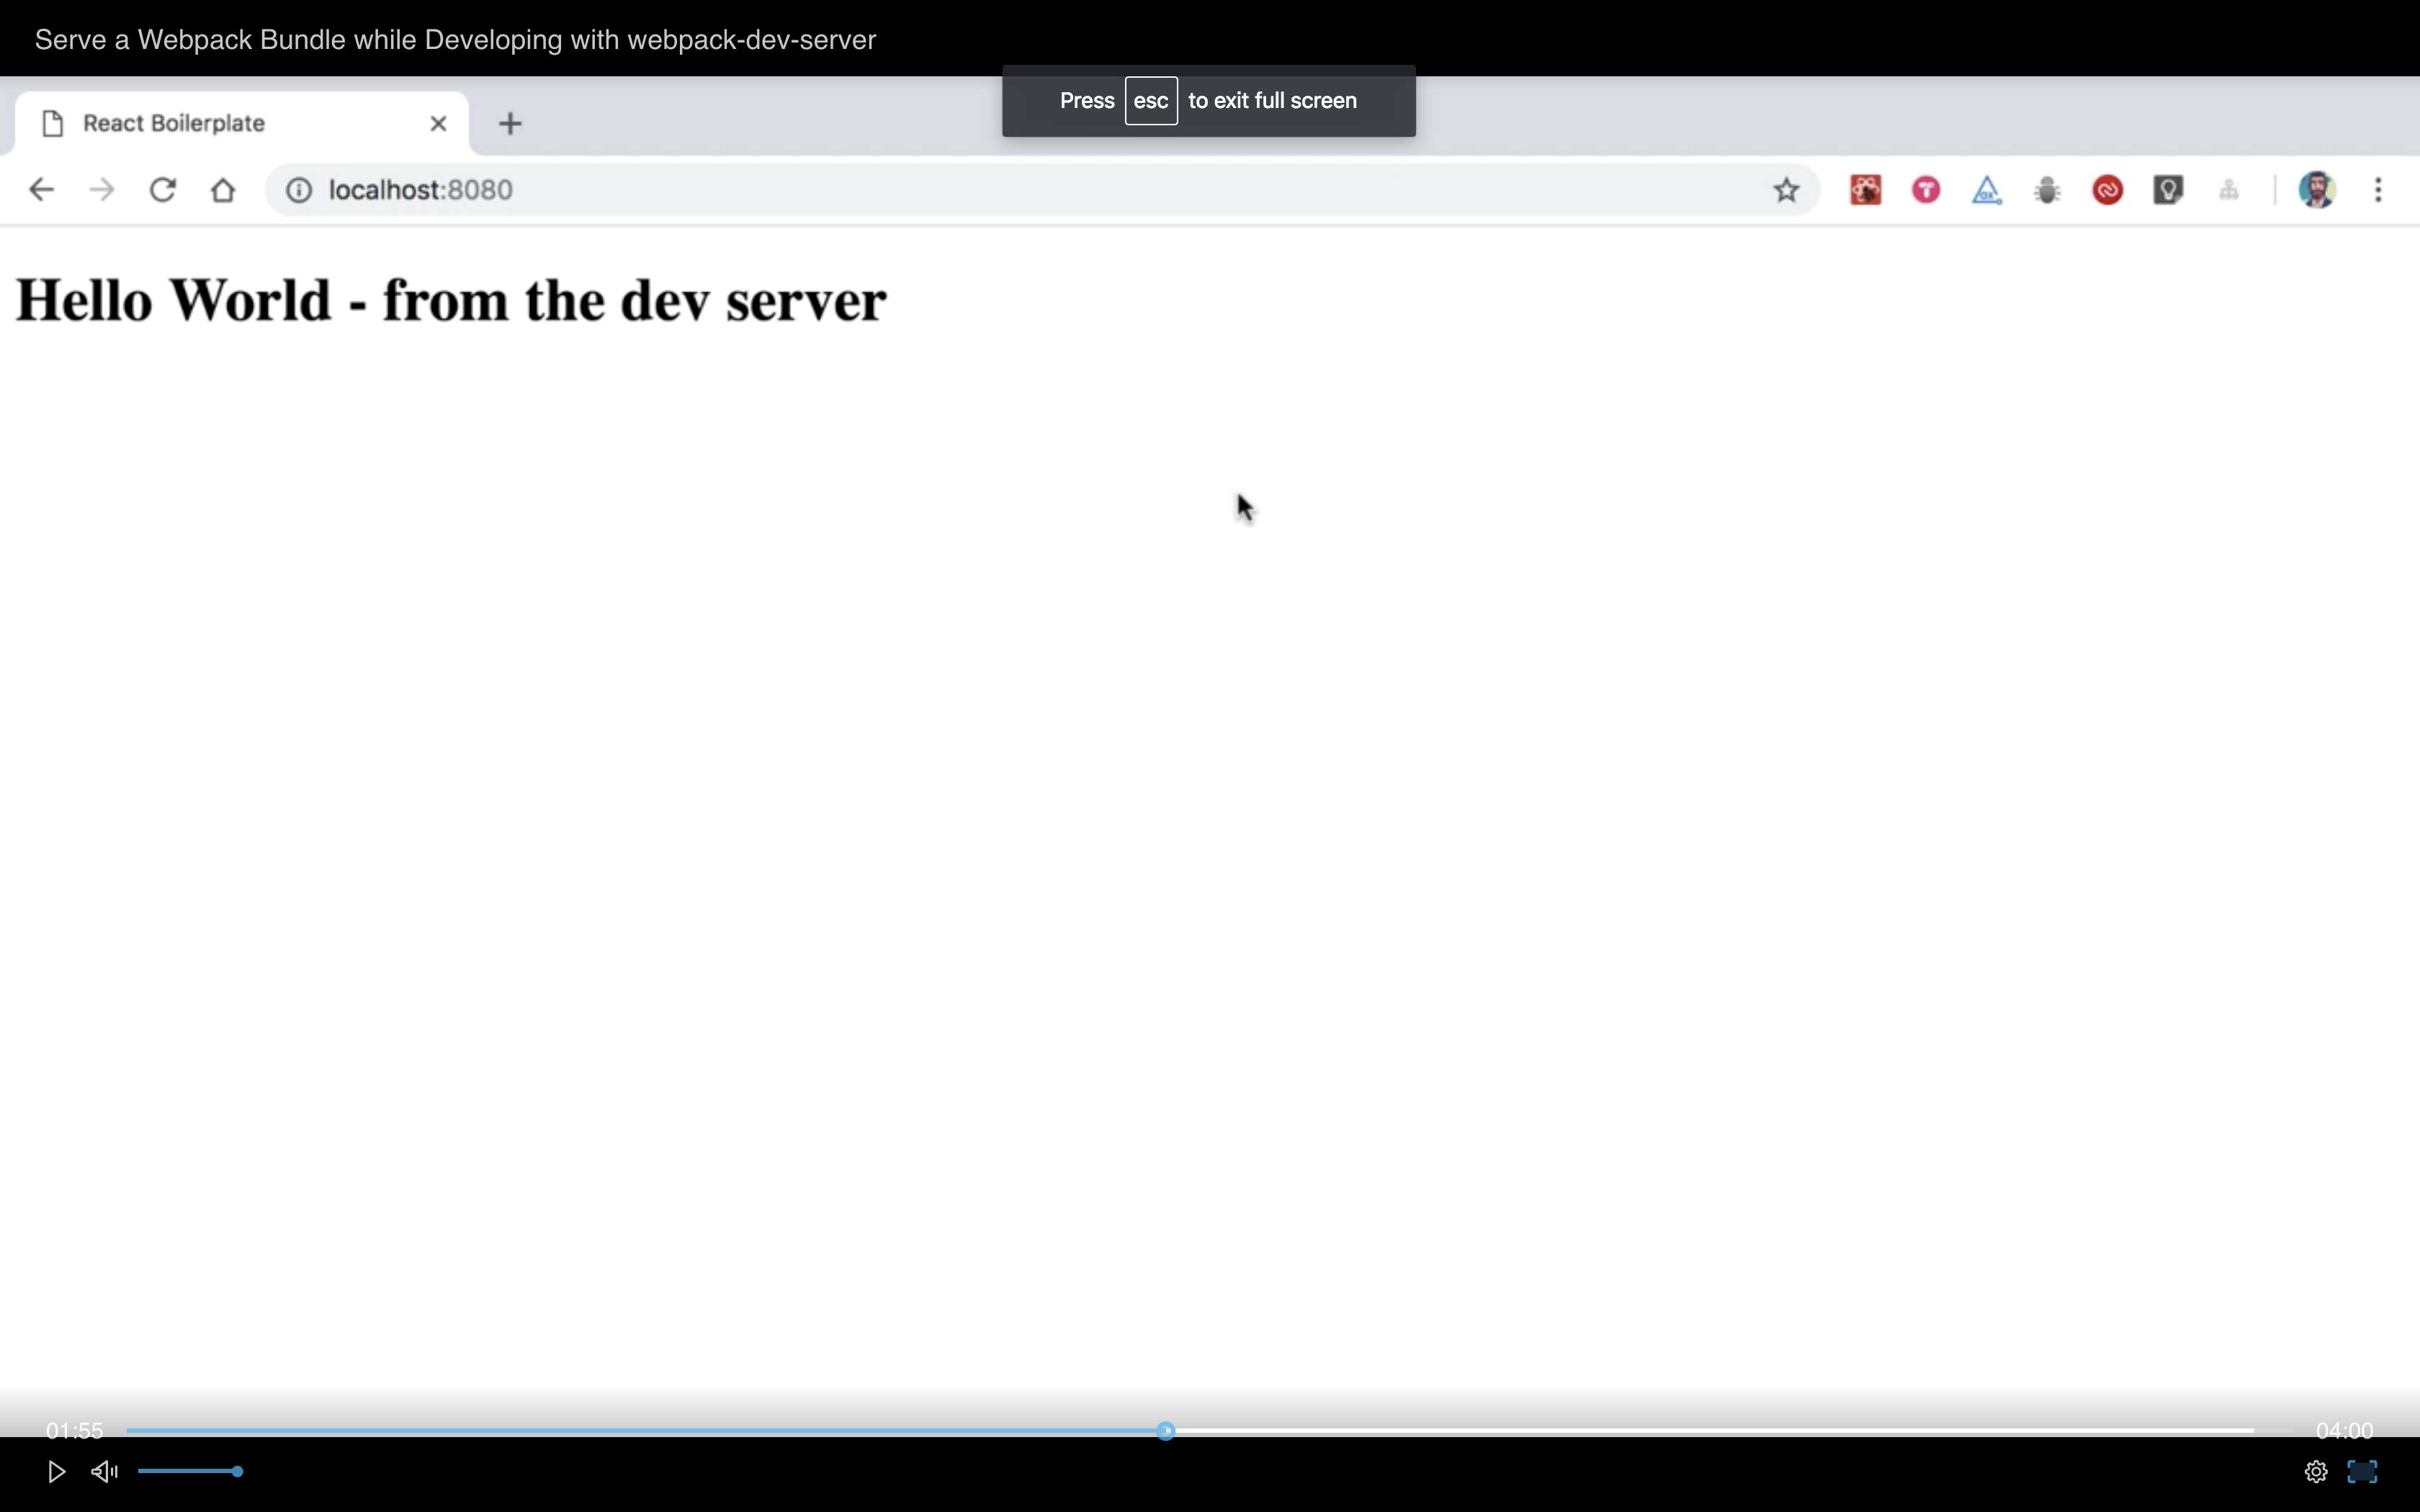 Serve a Webpack Bundle while Developing with webpack-dev-server
Press esc to exit full screen
React Boilerplate
localhost:8080
Hello World - from the dev server
01:55
04:00